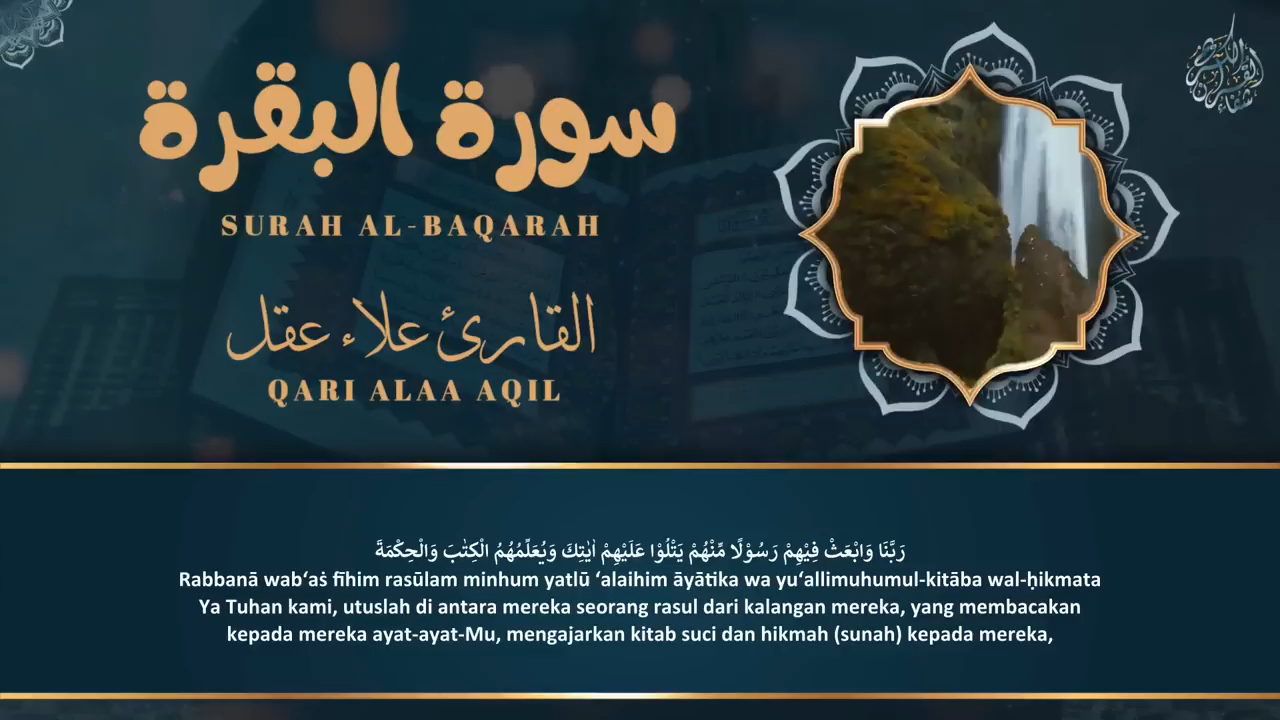 سورة البقرة
SURAH AL-BAQARAH
القارئ علاء عقل
QARI ALAA AQIL
رَبَّنَا وَابْعَثْ فِيْهِمْ رَسُوْلًا مِّنْهُمْ يَتْلُوْا عَلَيْهِمْ اٰيٰتِكَ وَيُعَلِّمُهُمُ الْكِتٰبَ وَالْحِكْمَةَ
Rabbanā wab‘aṡ fīhim rasūlam minhum yatlū ‘alaihim āyātika wa yu‘allimuhumul-kitāba wal-ḥikmata
Ya Tuhan kami, utuslah di antara mereka seorang rasul dari kalangan mereka, yang membacakan
kepada mereka ayat-ayat-Mu, mengajarkan kitab suci dan hikmah (sunah) kepada mereka,